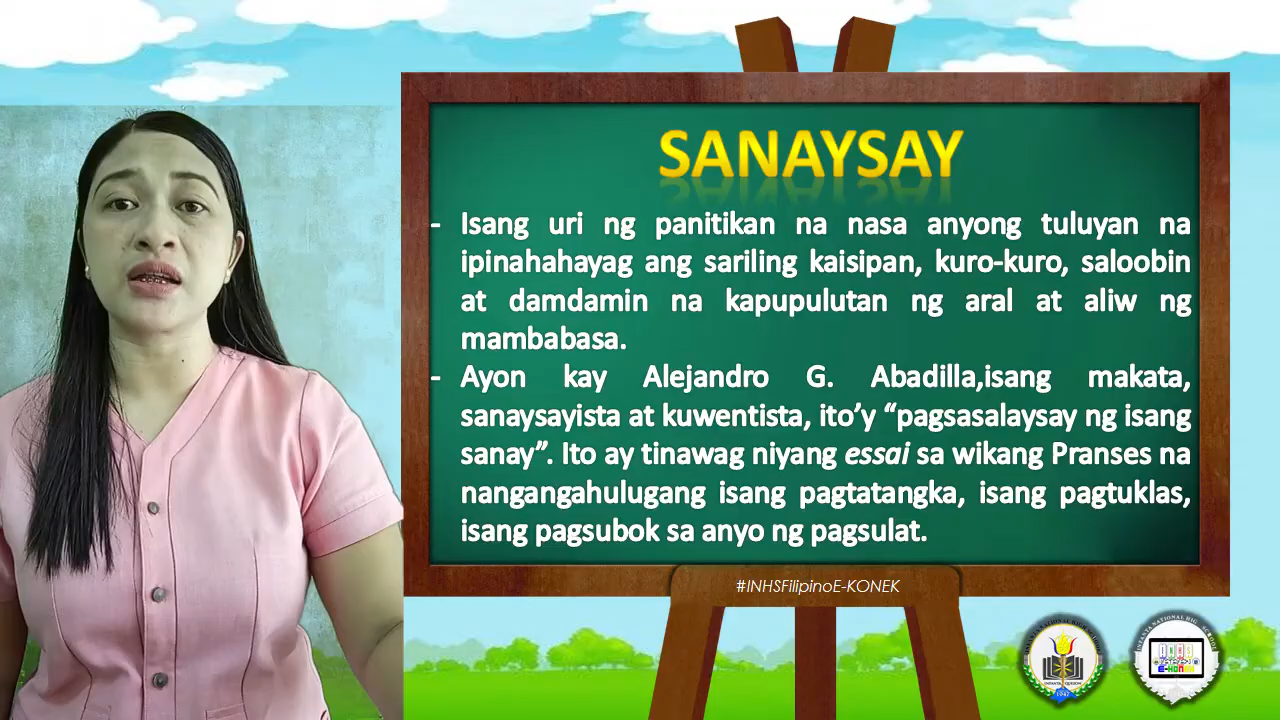 SANAYSAY
- Isang uri ng panitikan na nasa anyong tuluyan na
ipinahahayag ang sariling kaisipan, kuro-kuro, saloobin
at damdamin na kapupulutan ng aral at aliw ng
mambabasa.
- Ayon kay Alejandro G. Abadilla,isang makata,
sanaysayista at kuwentista, ito’y “pagsasalaysay ng isang
sanay”. Ito ay tinawag niyang essai sa wikang Pranses na
nangangahulugang isang pagtatangka, isang pagtuklas,
isang pagsubok sa anyo ng pagsulat.
#INHSFilipinoE-KONEK